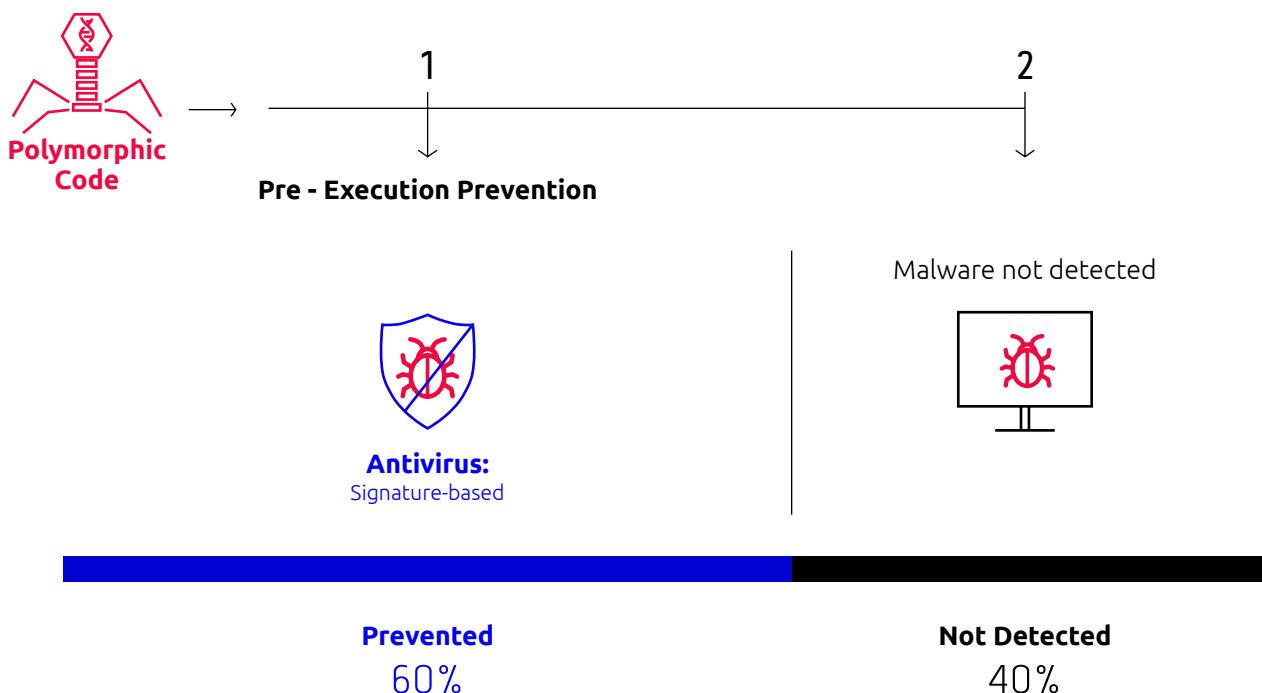 Polymorphic
Code
1
2
Pre - Execution Prevention
Malware not detected
Antivirus:
Signature-based
Prevented
60%
Not Detected
40%